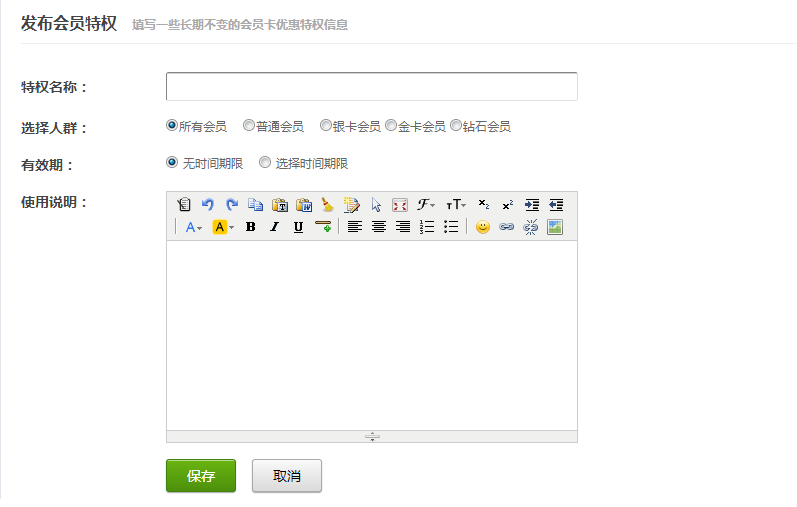 发布会员特权 填写一些长期不变的会员卡优惠特权信息
特权名称：
选择人群： 所有会员 普通会员 银卡会员 金卡会员 钻石会员
有效期： 无时间期限 选择时间期限
使用说明：
保存 取消